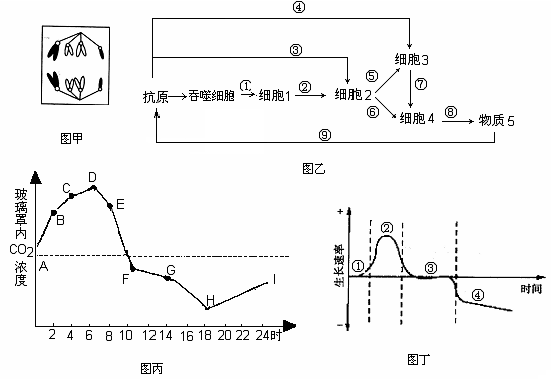 图甲
④
③
细胞3
抗原 吞噬细胞 ① 细胞1 ② 细胞2 ⑤ ⑦
⑥ 细胞4 ⑧ 物质5
⑨
图乙
玻璃罩内CO2浓度
A B C D E F G H I
2 4 6 8 10 12 14 16 18 20 22 24时
图丙
生长速率
+
① ② ③ ④
时间
−
图丁